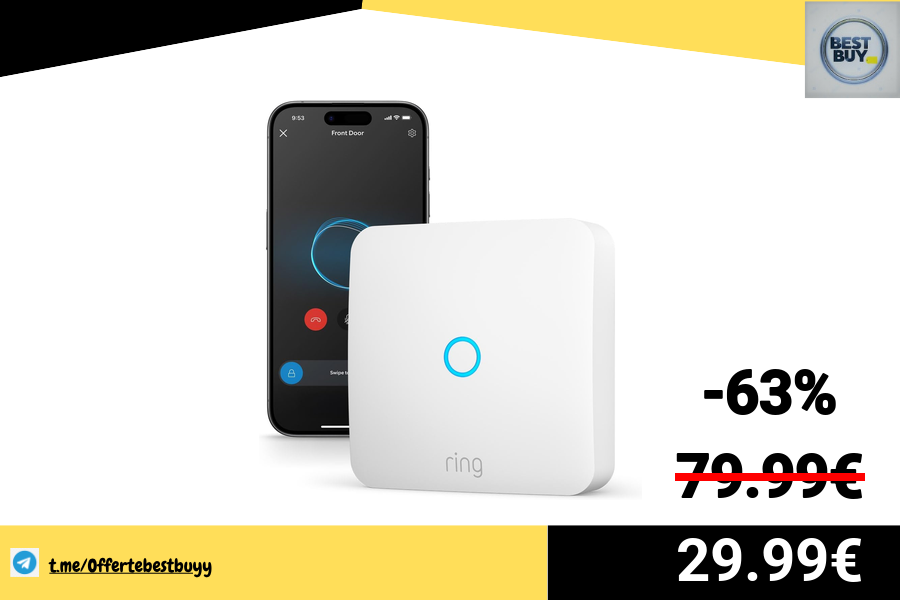 BEST
BUY
9:53
Front Door
Swipe to
ring
-63%
79.99€
29.99€
t.me/Offertebestbuyy